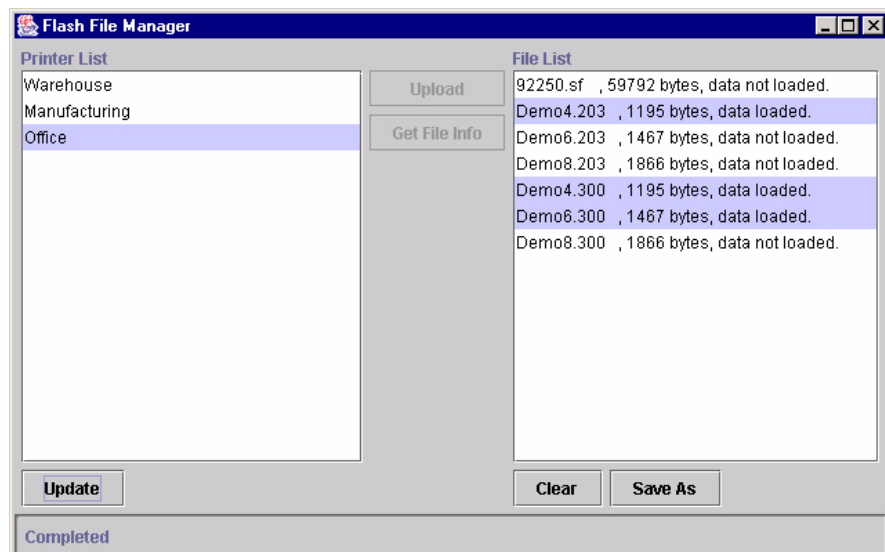 Flash File Manager
Printer List
Warehouse
Manufacturing
Office
Upload
Get File Info
File List
92250.sf , 59792 bytes, data not loaded.
Demo4.203 , 1195 bytes, data loaded.
Demo6.203 , 1467 bytes, data not loaded.
Demo8.203 , 1866 bytes, data not loaded.
Demo4.300 , 1195 bytes, data loaded.
Demo6.300 , 1467 bytes, data loaded.
Demo8.300 , 1866 bytes, data not loaded.
Update
Clear
Save As
Completed